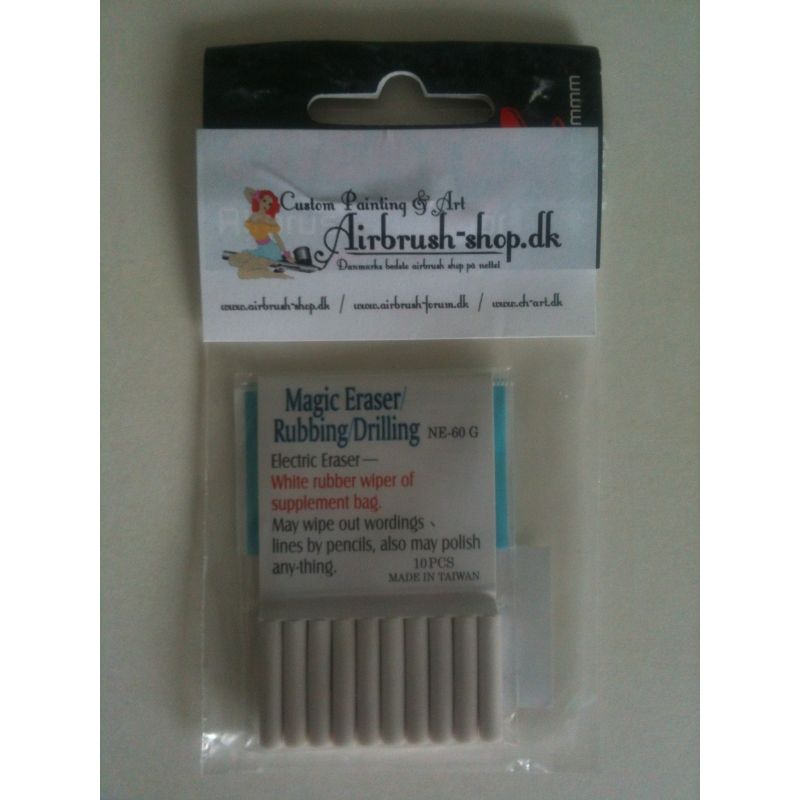 mmm
Custom Painting & Art
Airbrush-shop.dk
Danmarks bedste airbrush shop på nettet
www.airbrush-shop.dk / www.airbrush-forum.dk / www.ch-art.dk
Magic Eraser/
Rubbing/Drilling NE-60 G
Electric Eraser—
White rubber wiper of
supplement bag.
May wipe out wordings、
lines by pencils, also may polish
any-thing.
10PCS
MADE IN TAIWAN